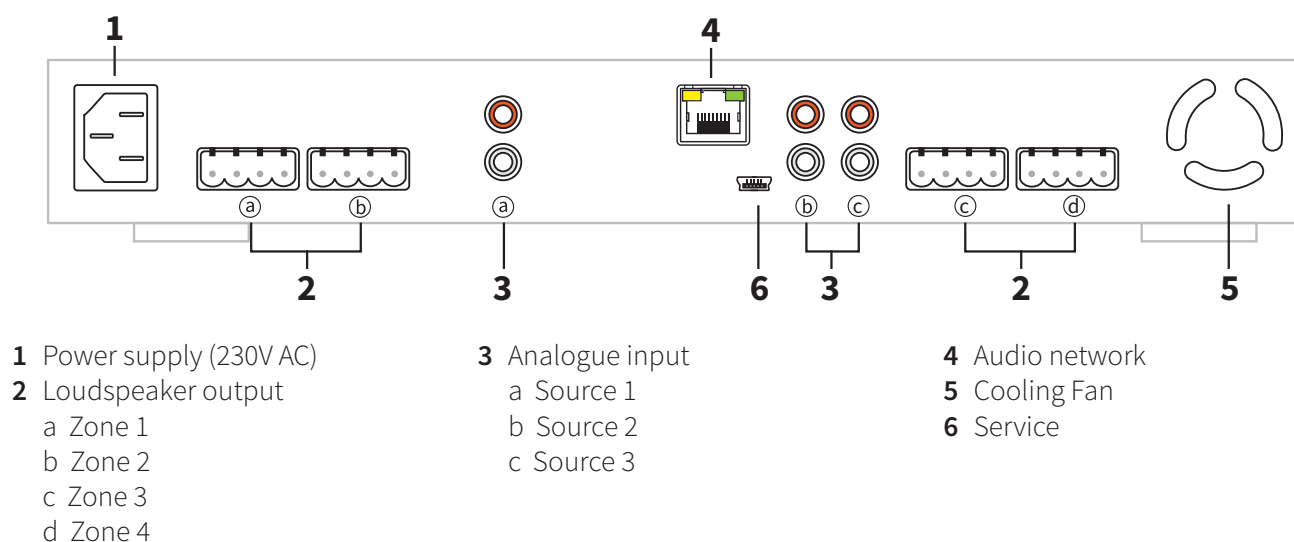 1
4
ⓐ
ⓑ
ⓐ
ⓑ
ⓒ
ⓒ
ⓓ
2
3
6
3
2
5
1 Power supply (230V AC)
2 Loudspeaker output
a Zone 1
b Zone 2
c Zone 3
d Zone 4
3 Analogue input
a Source 1
b Source 2
c Source 3
4 Audio network
5 Cooling Fan
6 Service